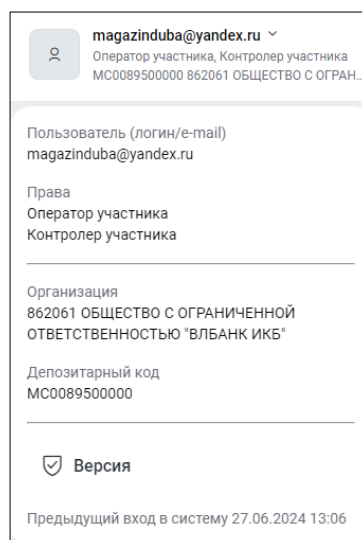 magazinduba@yandex.ru
Оператор участника, Контролер участника
MC0089500000 862061 ОБЩЕСТВО С ОГРАН...
Пользователь (логин/e-mail)
magazinduba@yandex.ru
Права
Оператор участника
Контролер участника
Организация
862061 ОБЩЕСТВО С ОГРАНИЧЕННОЙ
ОТВЕТСТВЕННОСТЬЮ "ВЛБАНК ИКБ"
Депозитарный код
MC0089500000
Версия
Предыдущий вход в систему 27.06.2024 13:06